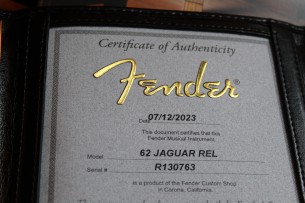 Certificate of Authenticity
Fender®
Date 07/12/2023
This document certifies that this
Fender Musical Instrument,
Model 62 JAGUAR REL
Serial # R130763
is a product of the Fender Custom Shop
in Corona, California.